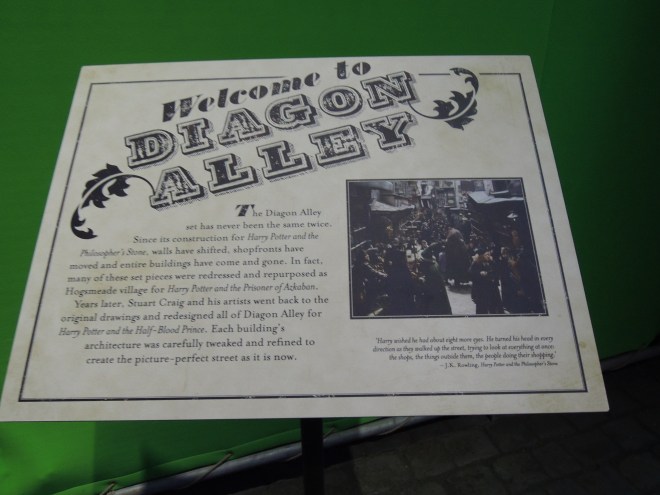 Welcome to
DIAGON
ALLEY
The Diagon Alley
set has never been the same twice.
Since its construction for Harry Potter and the
Philosopher's Stone, walls have shifted, shopfronts have
moved and entire buildings have come and gone. In fact,
many of these set pieces were redressed and repurposed as
Hogsmeade village for Harry Potter and the Prisoner of Azkaban.
Years later, Stuart Craig and his artists went back to the
original drawings and redesigned all of Diagon Alley for
Harry Potter and the Half-Blood Prince. Each building's
architecture was carefully tweaked and refined to
create the picture-perfect street as it is now.
'Harry wished he had about eight more eyes. He turned his head in every
direction as they walked up the street, trying to look at everything at once:
the shops, the things outside them, the people doing their shopping.'
– J.K. Rowling, Harry Potter and the Philosopher's Stone